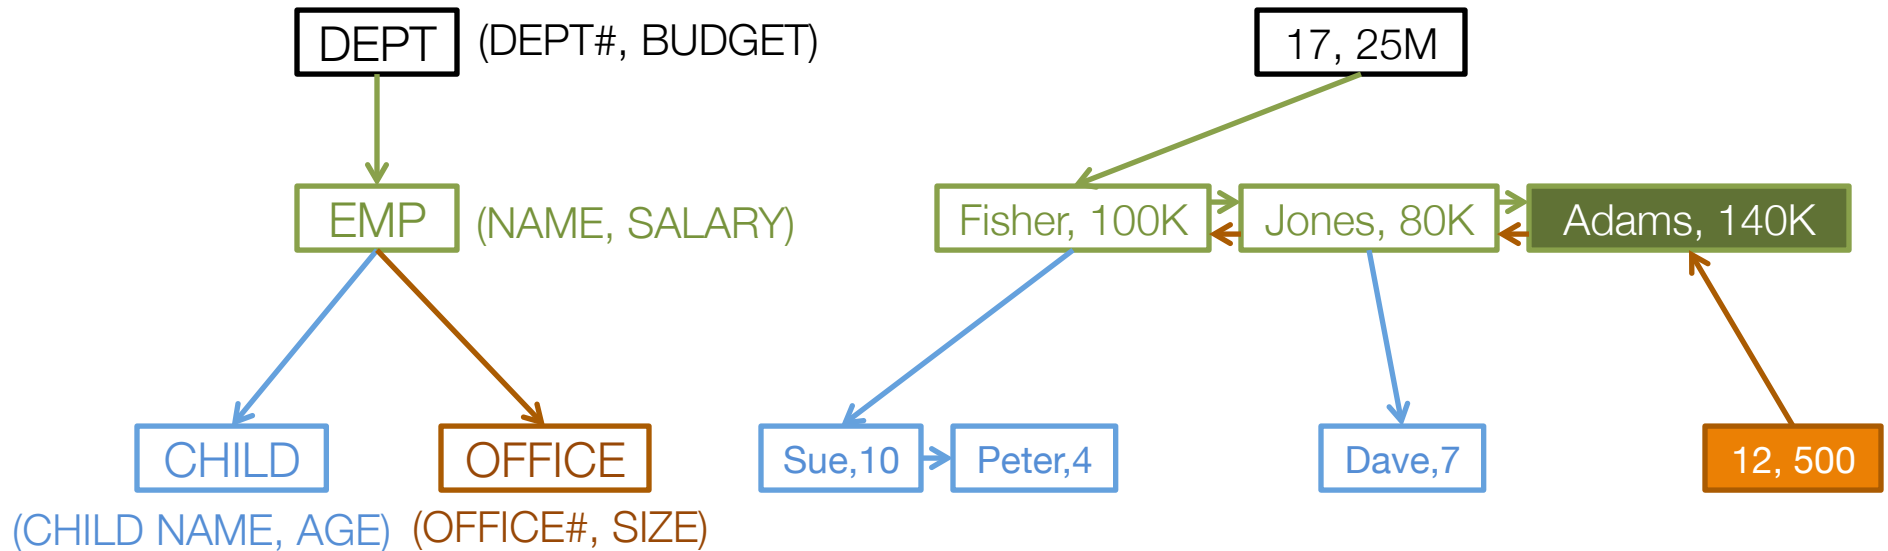 DEPT (DEPT#, BUDGET)
17, 25M
EMP (NAME, SALARY)
Fisher, 100K
Jones, 80K
Adams, 140K
CHILD
OFFICE
Sue,10
Peter,4
Dave,7
12, 500
(CHILD NAME, AGE)
(OFFICE#, SIZE)